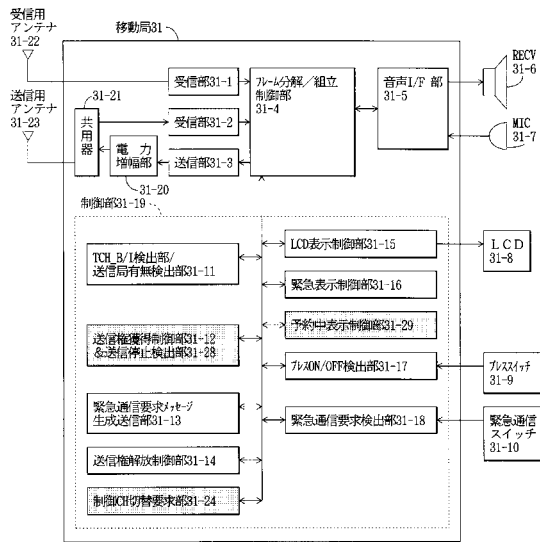 受信用
アンテナ
31-22
移動局31
RECV
31-6
31-21
受信部31-1
ﾌﾚｰﾑ分解／組立
制御部
31-4
音声I/F 部
31-5
送信用
アンテナ
31-23
共用器
受信部31-2
MIC
31-7
電 力
増幅部
送信部31-3
31-20
制御部31-19
TCH_B/I検出部/
送信局有無検出部31-11
LCD表示制御部31-15
ＬＣＤ
31-8
緊急表示制御部31-16
送信権獲得制御部31-12
&送信停止検出部31-28
予約中表示制御部31-29
ﾌﾟﾚｽON/OFF検出部31-17
ﾌﾟﾚｽｽｲｯﾁ
31-9
緊急通信要求ﾒｯｾｰｼﾞ
生成送信部31-13
緊急通信要求検出部31-18
緊急通信
スイッチ
31-10
送信権解放制御部31-14
制御CH切替要求部31-24